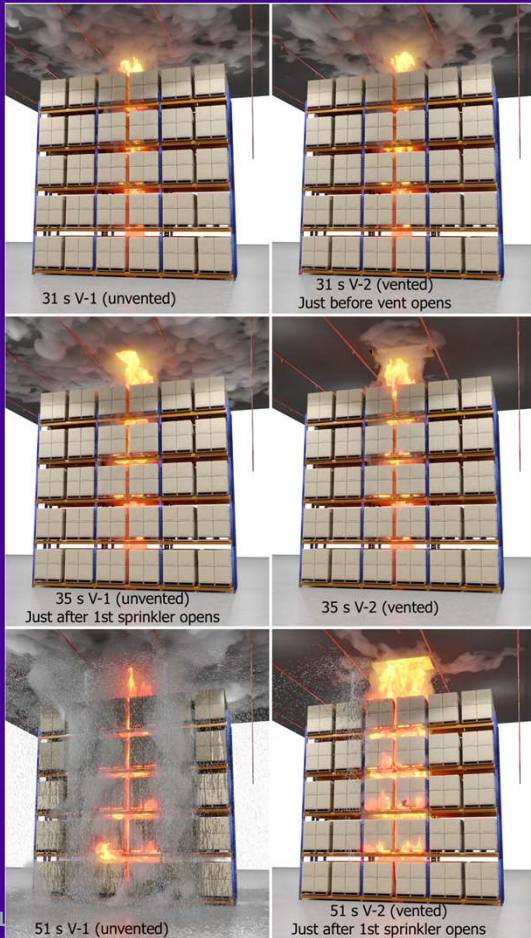 31 s V-1 (unvented)
31 s V-2 (vented)
Just before vent opens
35 s V-1 (unvented)
Just after 1st sprinkler opens
35 s V-2 (vented)
51 s V-1 (unvented)
51 s V-2 (vented)
Just after 1st sprinkler opens